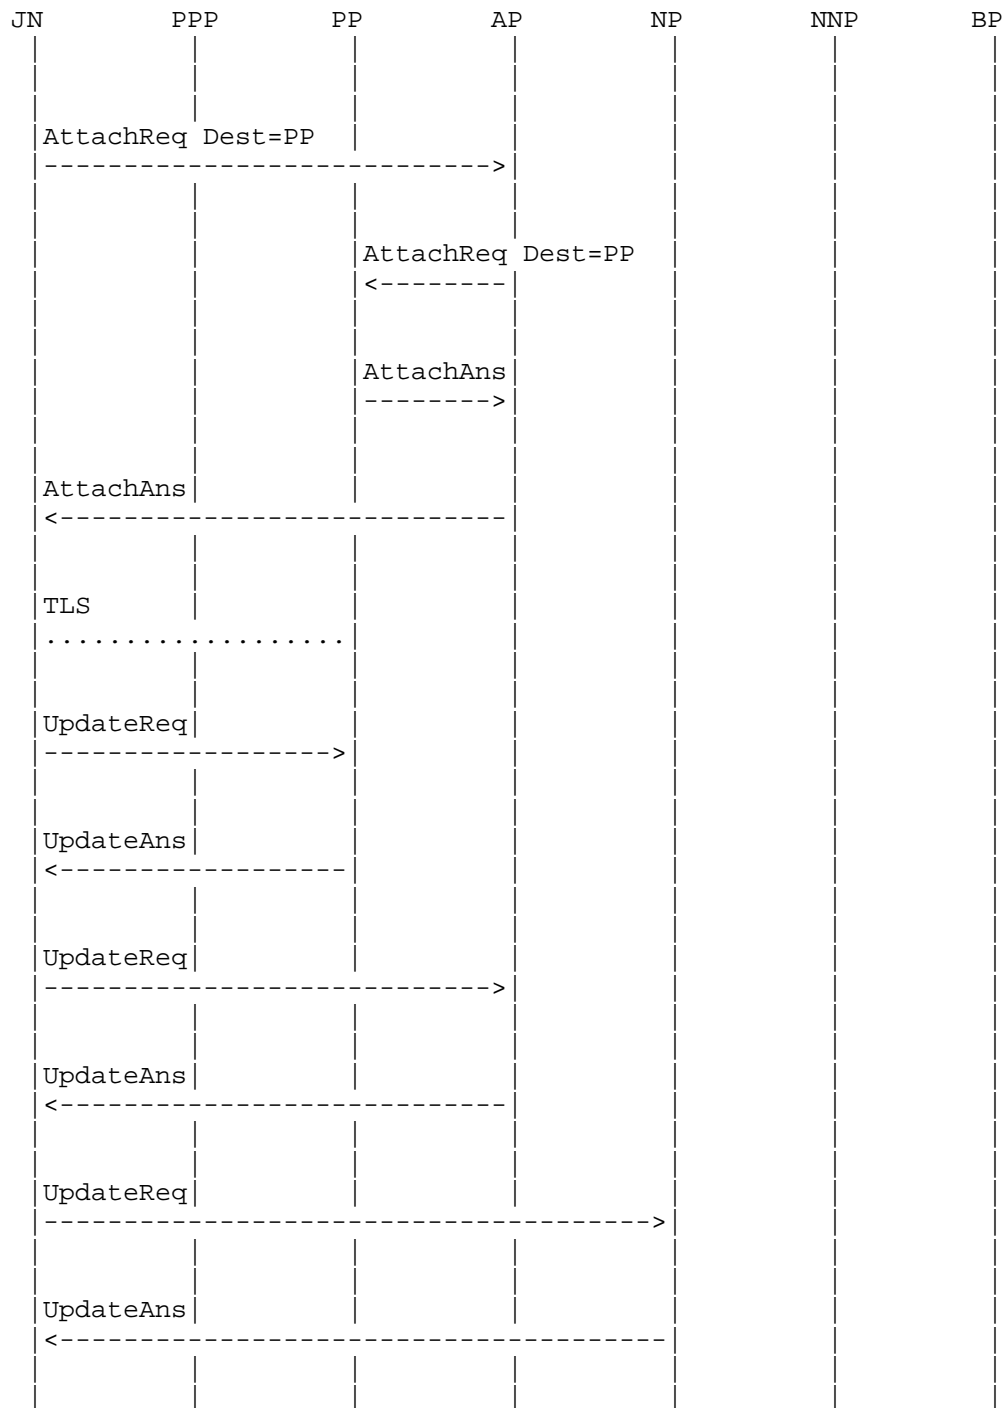 JN PPP PP AP NP NNP BP
AttachReq Dest=PP
AttachReq Dest=PP
AttachAns
AttachAns
TLS
UpdateReq
UpdateAns
UpdateReq
UpdateAns
UpdateReq
UpdateAns